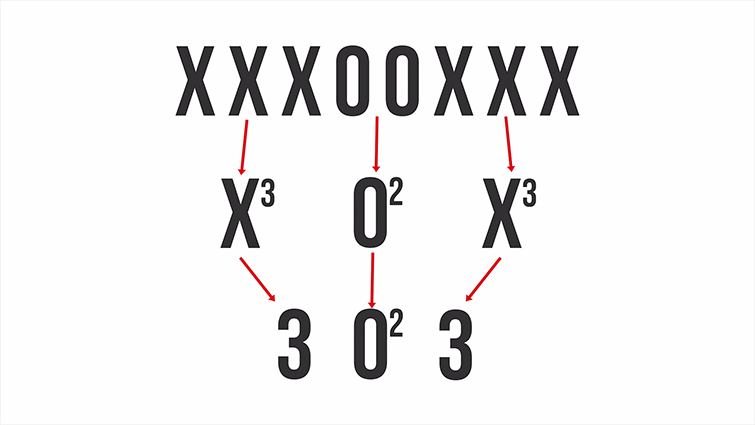 XXXOOXXX
X³ O² X³
3 O² 3